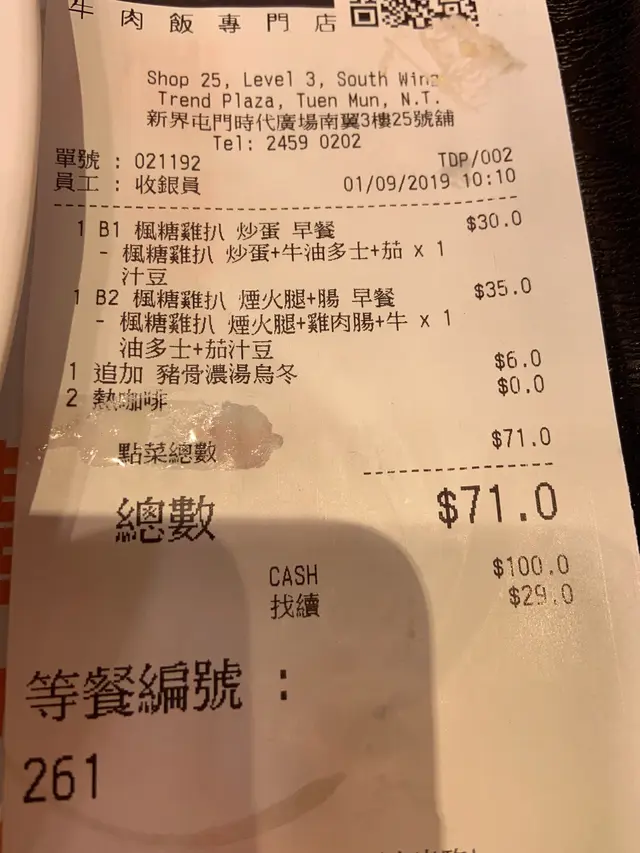 牛肉飯專門店
Shop 25, Level 3, South Wing
Trend Plaza, Tuen Mun, N.T.
新界屯門時代廣場南翼3樓25號舖
Tel: 2459 0202
單號 : 021192 TDP/002
員工 : 收銀員 01/09/2019 10:10
1 B1 楓糖雞扒 炒蛋 早餐 $30.0
- 楓糖雞扒 炒蛋+牛油多士+茄 x 1
汁豆
1 B2 楓糖雞扒 煙火腿+腸 早餐 $35.0
- 楓糖雞扒 煙火腿+雞肉腸+牛 x 1
油多士+茄汁豆
1 追加 豬骨濃湯烏冬 $6.0
2 熱咖啡 $0.0
點菜總數 $71.0
總數 $71.0
CASH $100.0
找續 $29.0
等餐編號 :
261